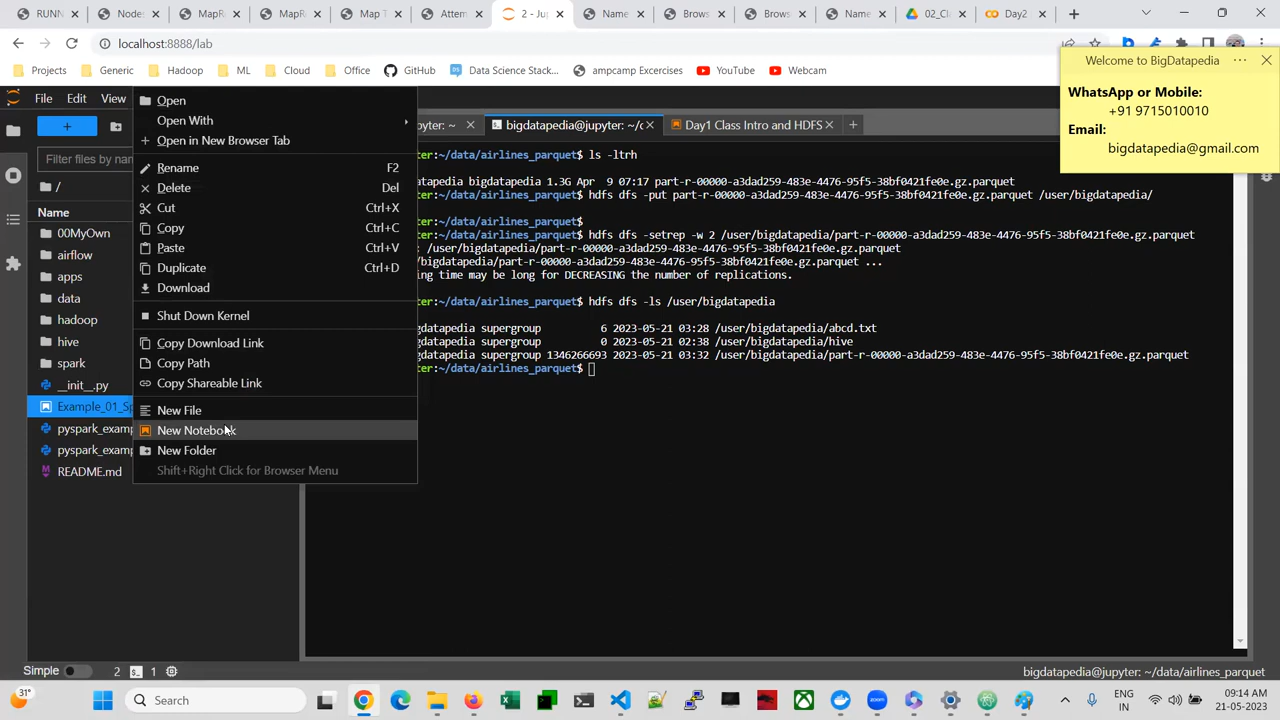 RUNN
Nodes
MapR
MapR
Map T
Attem
2 - Jup
Name
Brows
Brows
Name
02_Cl
Day2
localhost:8888/lab
Projects
Generic
Hadoop
ML
Cloud
Office
GitHub
Data Science Stack...
ampcamp Excercises
YouTube
Webcam
Welcome to BigDatapedia
WhatsApp or Mobile:
+91 9715010010
Email:
bigdatapedia@gmail.com
File Edit View
Filter files by nam
/
Name
00MyOwn
airflow
apps
data
hadoop
hive
spark
__init__.py
Example_01_Sp
pyspark_examp
pyspark_examp
README.md
Open
Open With
Open in New Browser Tab
Rename F2
Delete Del
Cut Ctrl+X
Copy Ctrl+C
Paste Ctrl+V
Duplicate Ctrl+D
Download
Shut Down Kernel
Copy Download Link
Copy Path
Copy Shareable Link
New File
New Notebook
New Folder
Shift+Right Click for Browser Menu
yter: ~
bigdatapedia@jupyter: ~/c
Day1 Class Intro and HDFS
ter:~/data/airlines_parquet$ ls -ltrh
tapedia bigdatapedia 1.3G Apr  9 07:17 part-r-00000-a3dad259-483e-4476-95f5-38bf0421fe0e.gz.parquet
ter:~/data/airlines_parquet$ hdfs dfs -put part-r-00000-a3dad259-483e-4476-95f5-38bf0421fe0e.gz.parquet /user/bigdatapedia/
ter:~/data/airlines_parquet$
ter:~/data/airlines_parquet$ hdfs dfs -setrep -w 2 /user/bigdatapedia/part-r-00000-a3dad259-483e-4476-95f5-38bf0421fe0e.gz.parquet
: /user/bigdatapedia/part-r-00000-a3dad259-483e-4476-95f5-38bf0421fe0e.gz.parquet
gdatapedia/part-r-00000-a3dad259-483e-4476-95f5-38bf0421fe0e.gz.parquet ...
ing time may be long for DECREASING the number of replications.
ter:~/data/airlines_parquet$ hdfs dfs -ls /user/bigdatapedia
gdatapedia supergroup 6 2023-05-21 03:28 /user/bigdatapedia/abcd.txt
gdatapedia supergroup 0 2023-05-21 02:38 /user/bigdatapedia/hive
gdatapedia supergroup 1346266693 2023-05-21 03:32 /user/bigdatapedia/part-r-00000-a3dad259-483e-4476-95f5-38bf0421fe0e.gz.parquet
ter:~/data/airlines_parquet$
Simple 2 1
bigdatapedia@jupyter: ~/data/airlines_parquet
31°
Search
ENG
IN
09:14 AM
21-05-2023